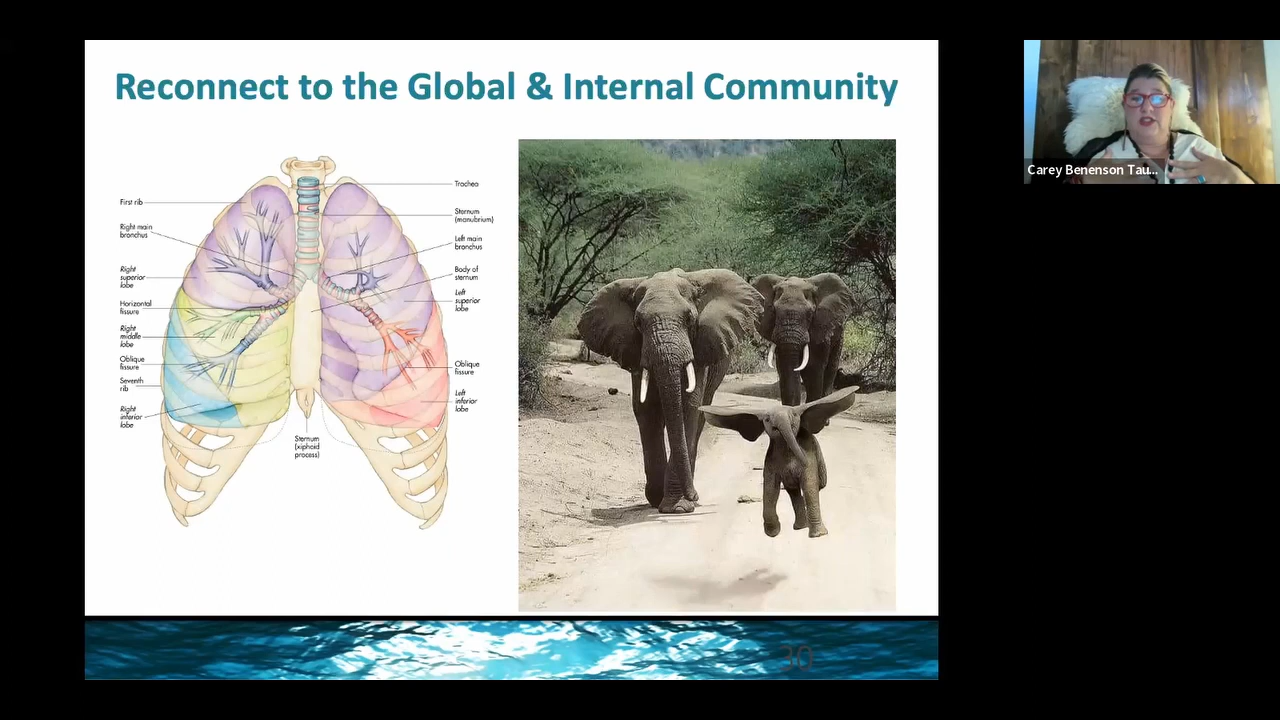 Reconnect to the Global & Internal Community
First rib
Right main
bronchus
Right
superior
lobe
Horizontal
fissure
Right
middle
lobe
Oblique
fissure
Seventh
rib
Right
inferior
lobe
Trachea
Sternum
(manubrium)
Left main
bronchus
Body of
sternum
Left
superior
lobe
Oblique
fissure
Left
inferior
lobe
Sternum
(xiphoid
process)
30
Carey Benenson Tau...